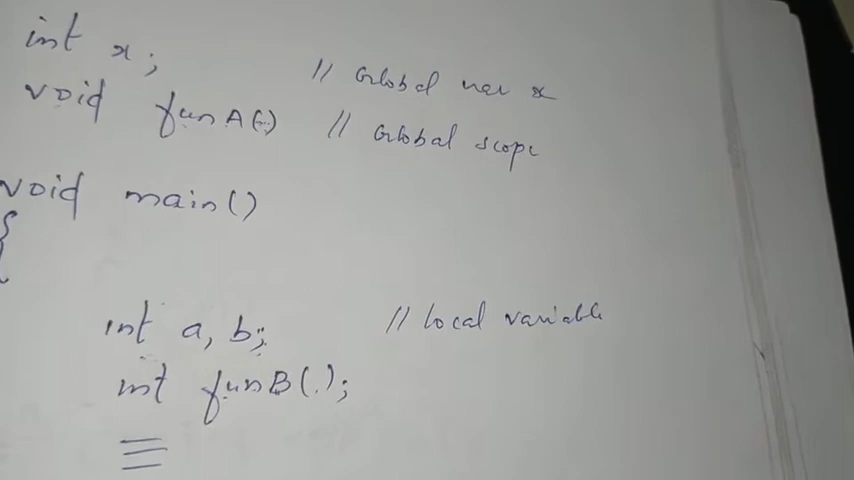 int x; // Global var x
void funA(..) // Global scope
void main()
{
int a, b; // local variable
int funB(.);